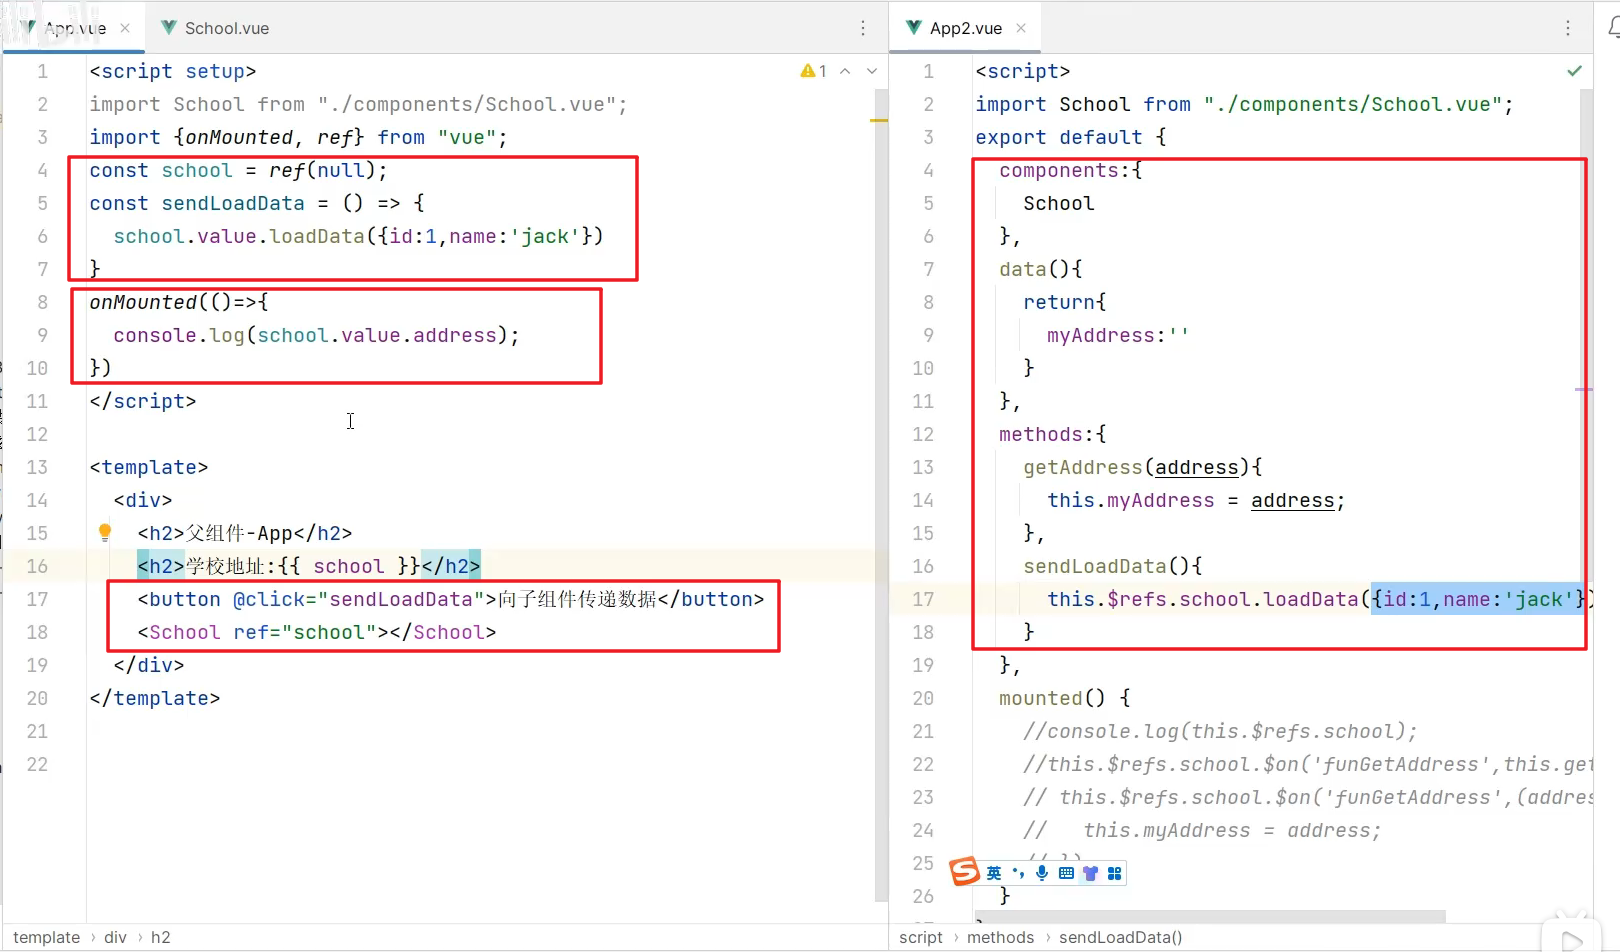 App.vue
School.vue
1 <script setup>
2 import School from "./components/School.vue";
3 import {onMounted, ref} from "vue";
4 const school = ref(null);
5 const sendLoadData = () => {
6 school.value.loadData({id:1,name:'jack'})
7 }
8 onMounted(()=>{
9 console.log(school.value.address);
10 })
11 </script>
12
13 <template>
14 <div>
15 <h2>父组件-App</h2>
16 <h2>学校地址:{{ school }}</h2>
17 <button @click="sendLoadData">向子组件传递数据</button>
18 <School ref="school"></School>
19 </div>
20 </template>
21
22
1
template › div › h2
App2.vue
1 <script>
2 import School from "./components/School.vue";
3 export default {
4 components:{
5 School
6 },
7 data(){
8 return{
9 myAddress:''
10 }
11 },
12 methods:{
13 getAddress(address){
14 this.myAddress = address;
15 },
16 sendLoadData(){
17 this.$refs.school.loadData({id:1,name:'jack'})
18 }
19 },
20 mounted() {
21 //console.log(this.$refs.school);
22 //this.$refs.school.$on('funGetAddress',this.get
23 // this.$refs.school.$on('funGetAddress',(addres
24 // this.myAddress = address;
25 // })
26 }
英
script › methods › sendLoadData()